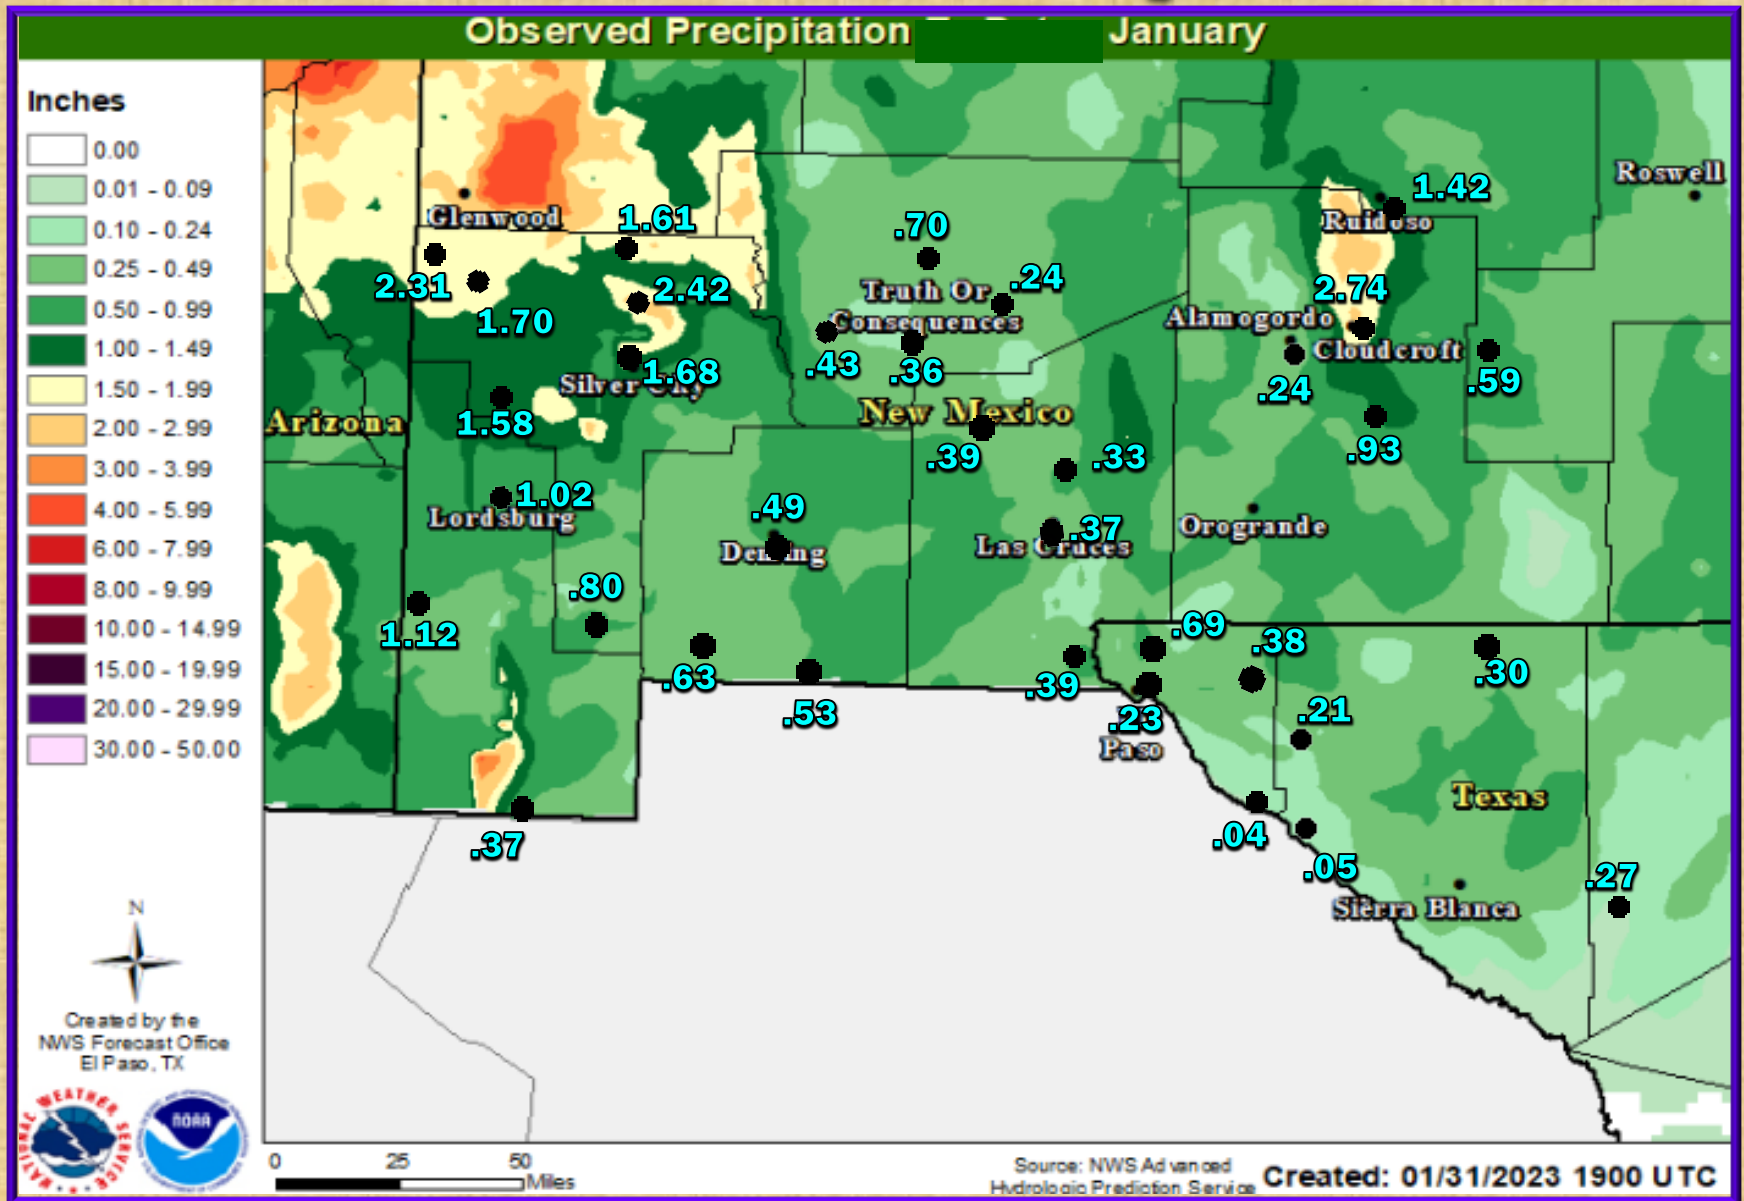 Observed Precipitation January
Inches
0.00
0.01 - 0.09
0.10 - 0.24
0.25 - 0.49
0.50 - 0.99
1.00 - 1.49
1.50 - 1.99
2.00 - 2.99
3.00 - 3.99
4.00 - 5.99
6.00 - 7.99
8.00 - 9.99
10.00 - 14.99
15.00 - 19.99
20.00 - 29.99
30.00 - 50.00
N
Created by the
NWS Forecast Office
El Paso, TX
NATIONAL WEATHER SERVICE
NOAA
Roswell
1.42
Ruidoso
Glenwood
1.61
.70
2.31
2.42
.24
2.74
Truth Or
Consequences
1.70
Alamogordo
Cloudcroft
.43
.36
1.68
Silver City
.24
.59
Arizona
1.58
New Mexico
.39
.33
.93
1.02
Lordsburg
.49
Deming
.37
Las Cruces
Orogrande
.80
1.12
.69
.38
.63
.39
.30
.53
.23
.21
Paso
Texas
.37
.04
.05
.27
Sierra Blanca
0 25 50
Miles
Source: NWS Advanced
Hydrologic Prediction Service
Created: 01/31/2023 1900 UTC